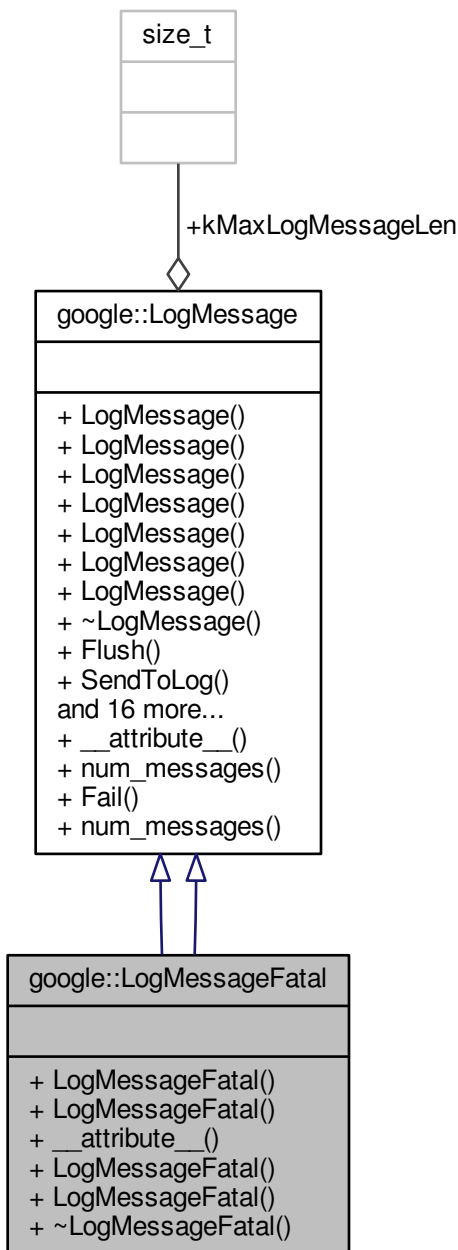 size_t
+kMaxLogMessageLen
google::LogMessage
+ LogMessage()
+ LogMessage()
+ LogMessage()
+ LogMessage()
+ LogMessage()
+ LogMessage()
+ LogMessage()
+ ~LogMessage()
+ Flush()
+ SendToLog()
and 16 more...
+ __attribute__()
+ num_messages()
+ Fail()
+ num_messages()
google::LogMessageFatal
+ LogMessageFatal()
+ LogMessageFatal()
+ __attribute__()
+ LogMessageFatal()
+ LogMessageFatal()
+ ~LogMessageFatal()